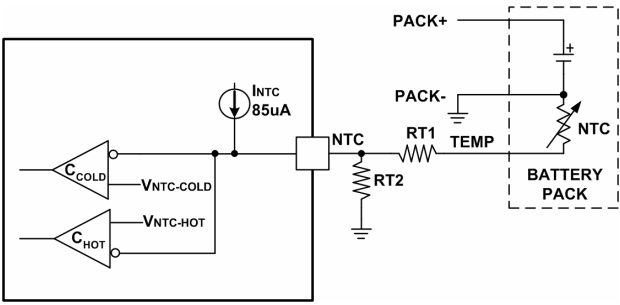 PACK+
INTC
85uA
PACK-
NTC
NTC
RT1
TEMP
CCOLD
VNTC-COLD
RT2
BATTERY
PACK
VNTC-HOT
CHOT
+